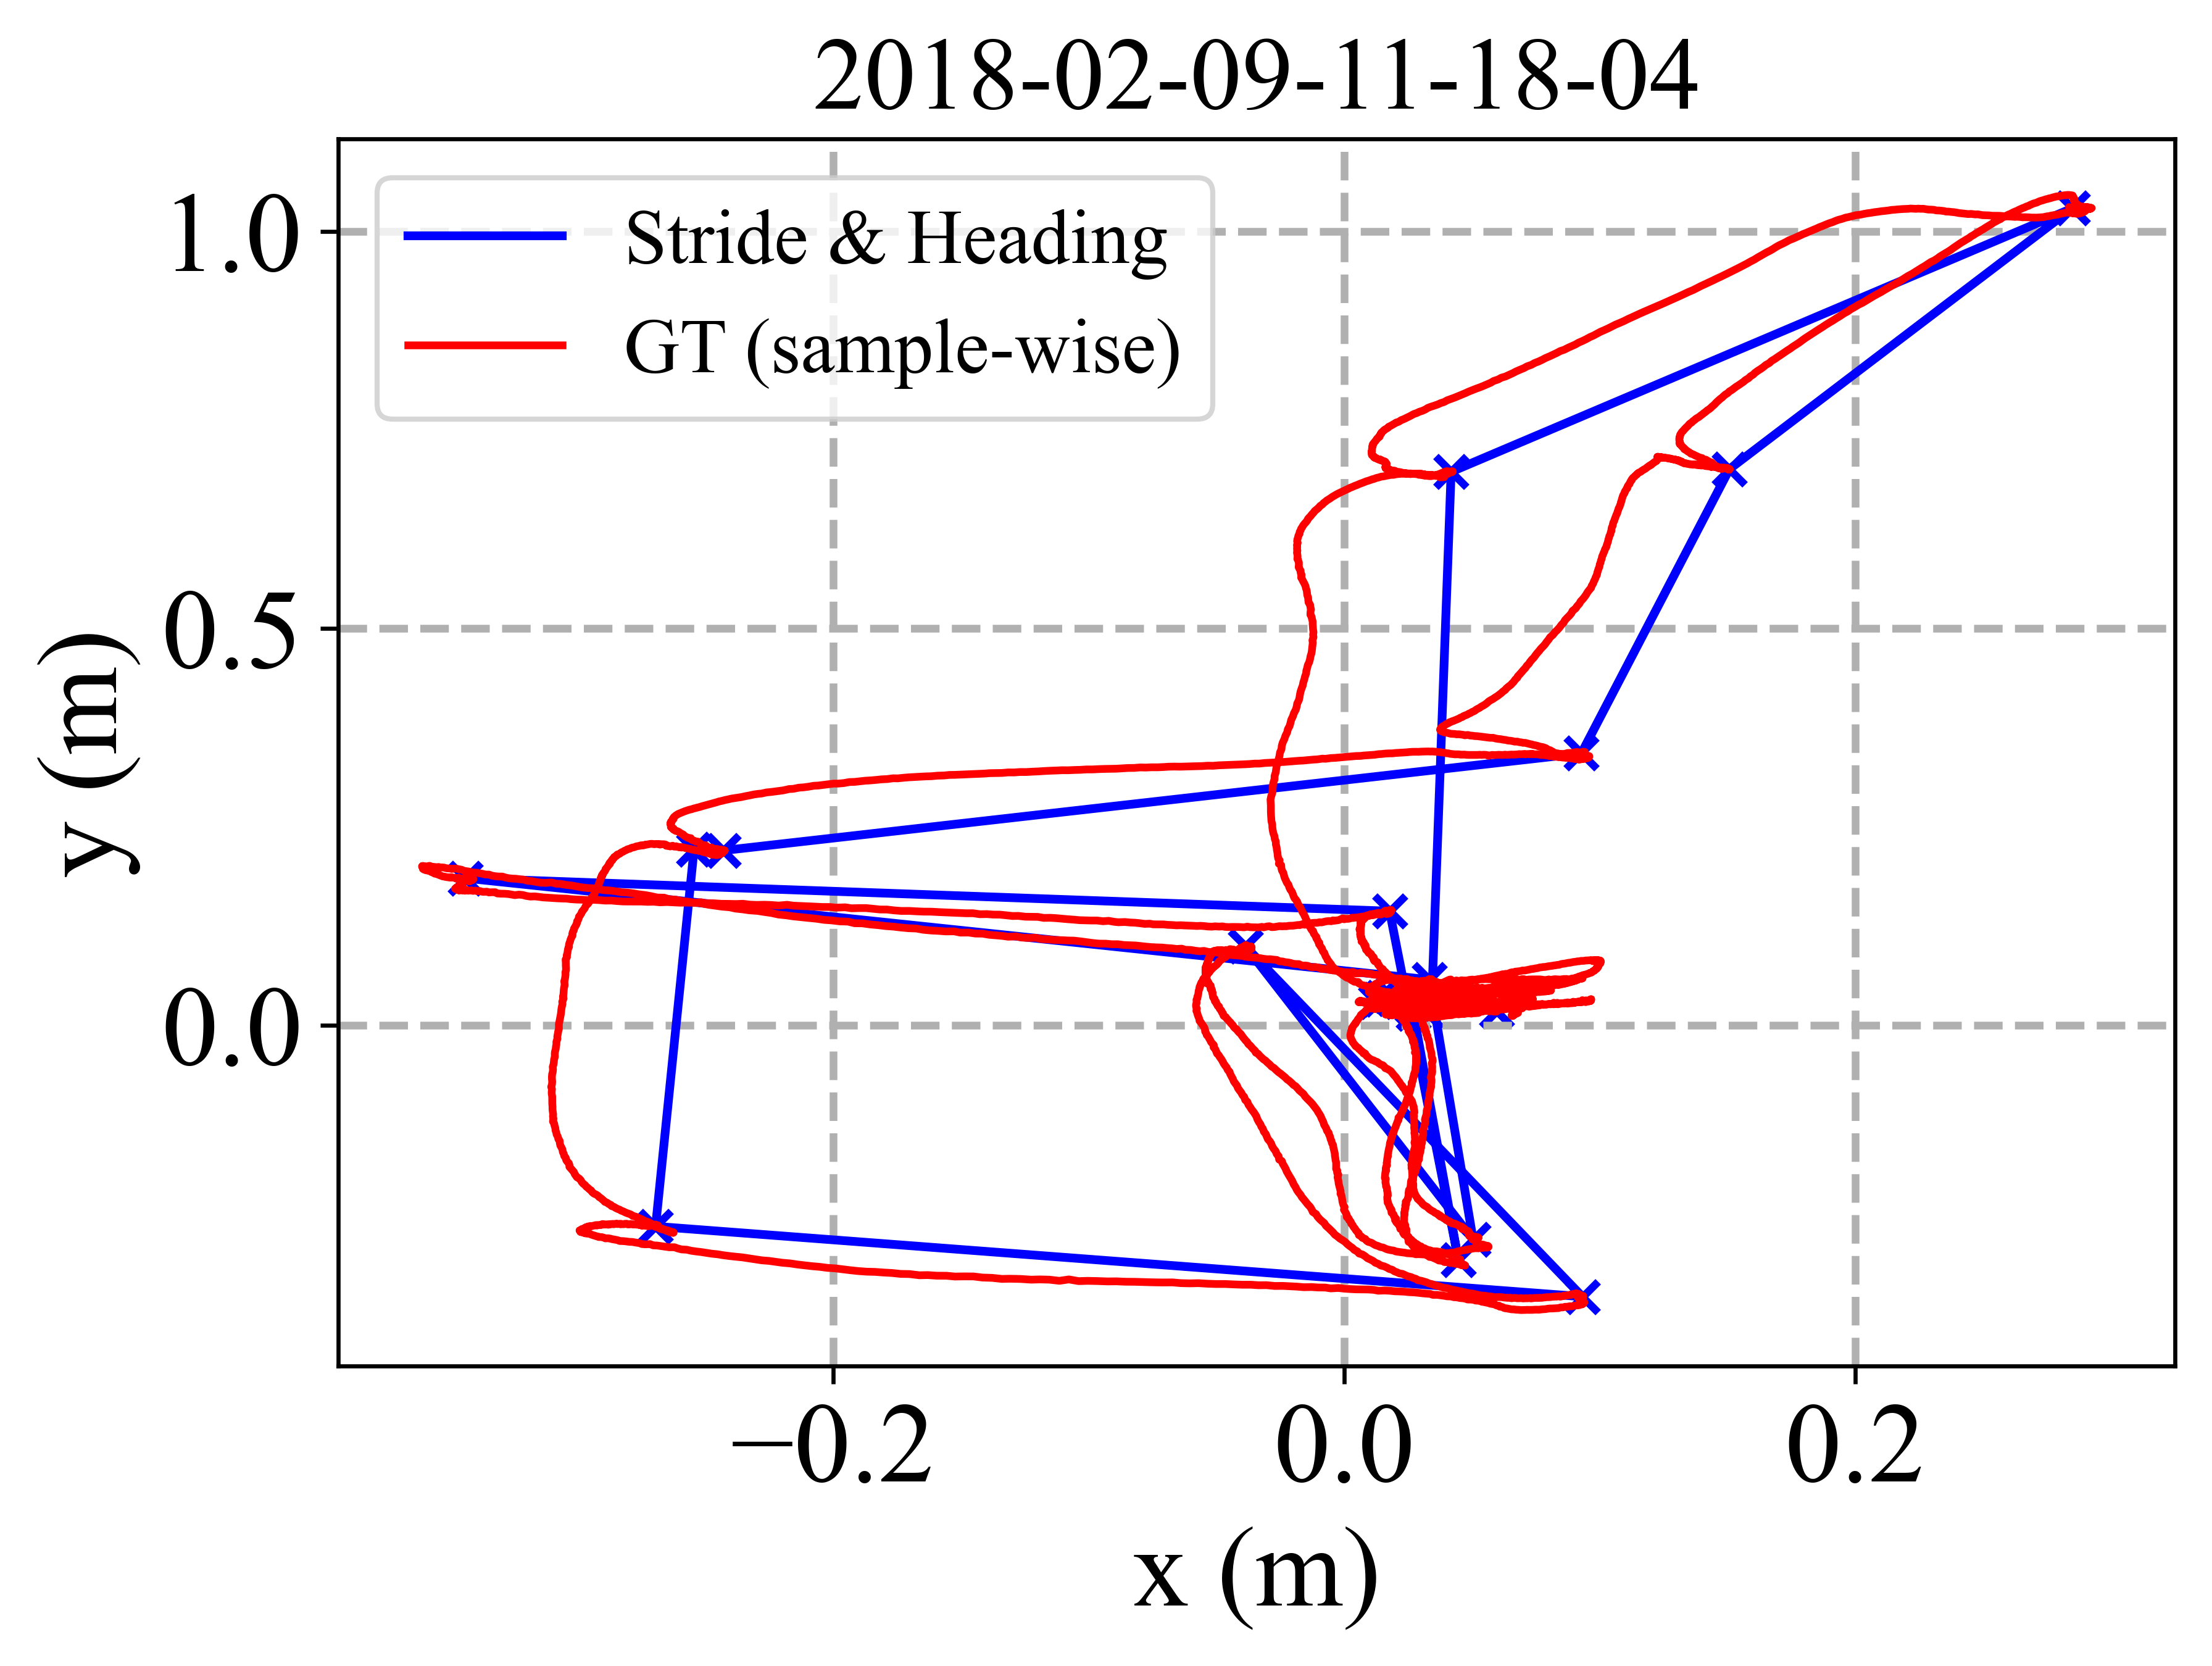 2018-02-09-11-18-04
Stride & Heading
GT (sample-wise)
1.0
0.5
0.0
y (m)
−0.2
0.0
0.2
x (m)